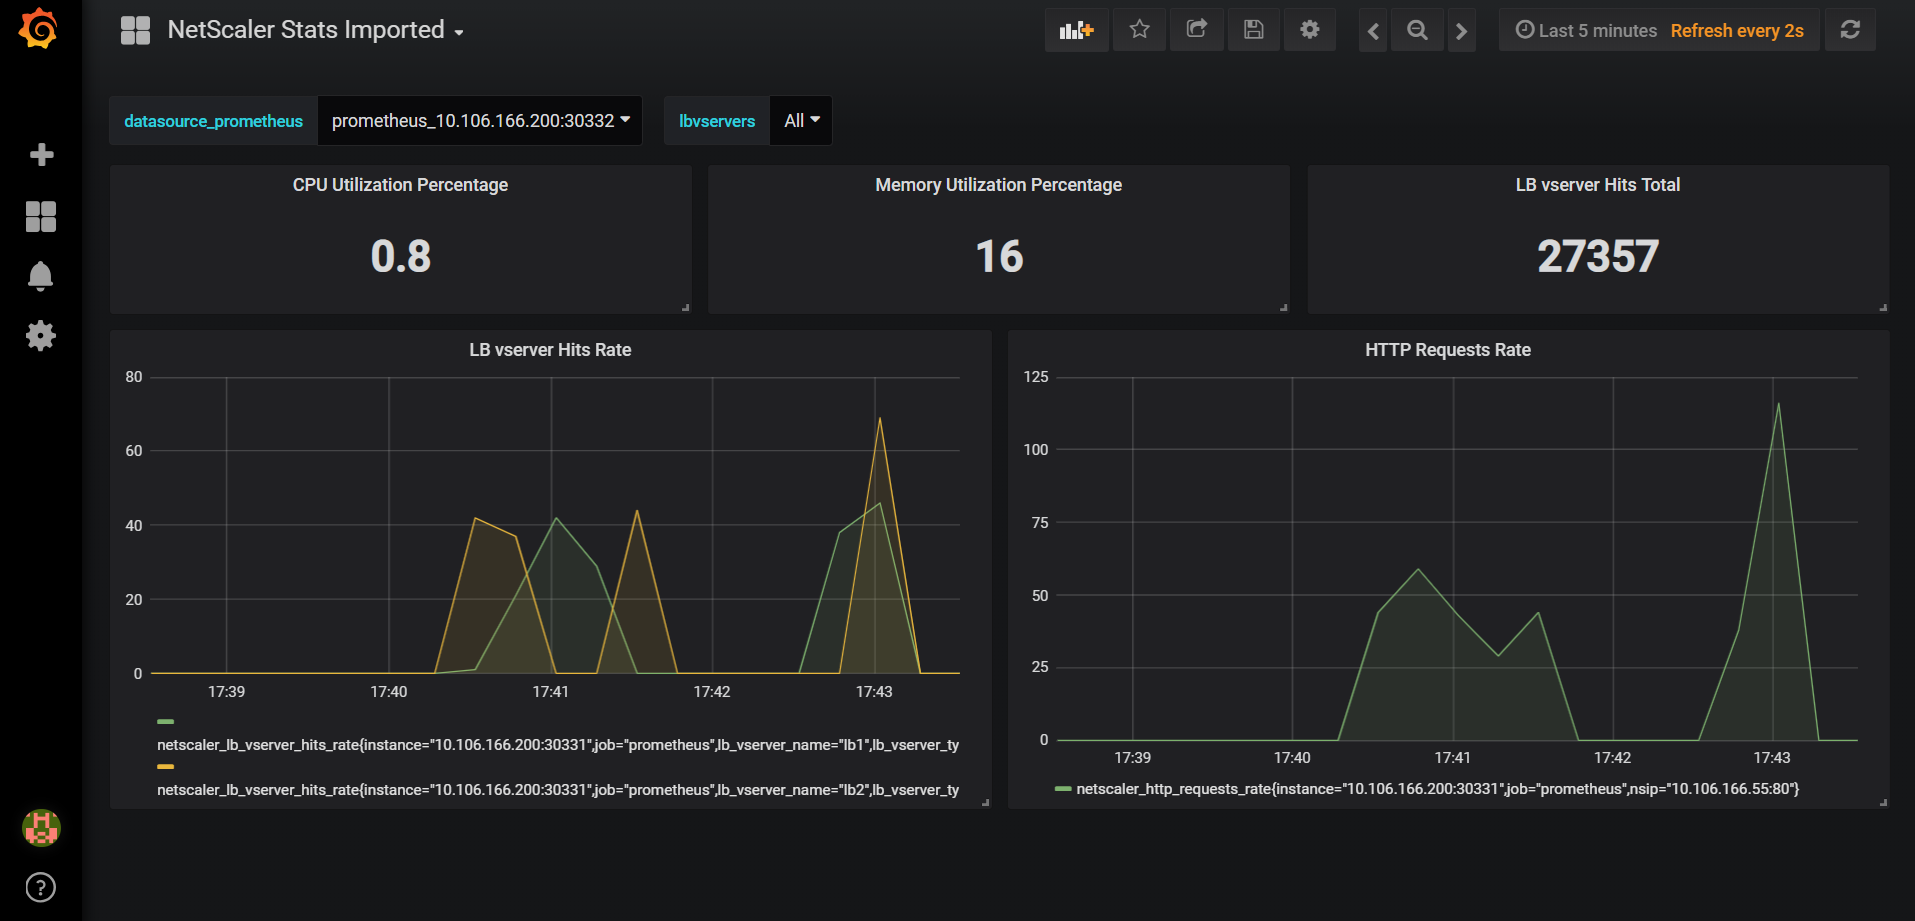 NetScaler Stats Imported
Last 5 minutes Refresh every 2s
datasource_prometheus prometheus_10.106.166.200:30332 lbvservers All
CPU Utilization Percentage
0.8
Memory Utilization Percentage
16
LB vserver Hits Total
27357
LB vserver Hits Rate
80
60
40
20
0
17:39 17:40 17:41 17:42 17:43
netscaler_lb_vserver_hits_rate{instance="10.106.166.200:30331",job="prometheus",lb_vserver_name="lb1",lb_vserver_ty
netscaler_lb_vserver_hits_rate{instance="10.106.166.200:30331",job="prometheus",lb_vserver_name="lb2",lb_vserver_ty
HTTP Requests Rate
125
100
75
50
25
0
17:39 17:40 17:41 17:42 17:43
netscaler_http_requests_rate{instance="10.106.166.200:30331",job="prometheus",nsip="10.106.166.55:80"}